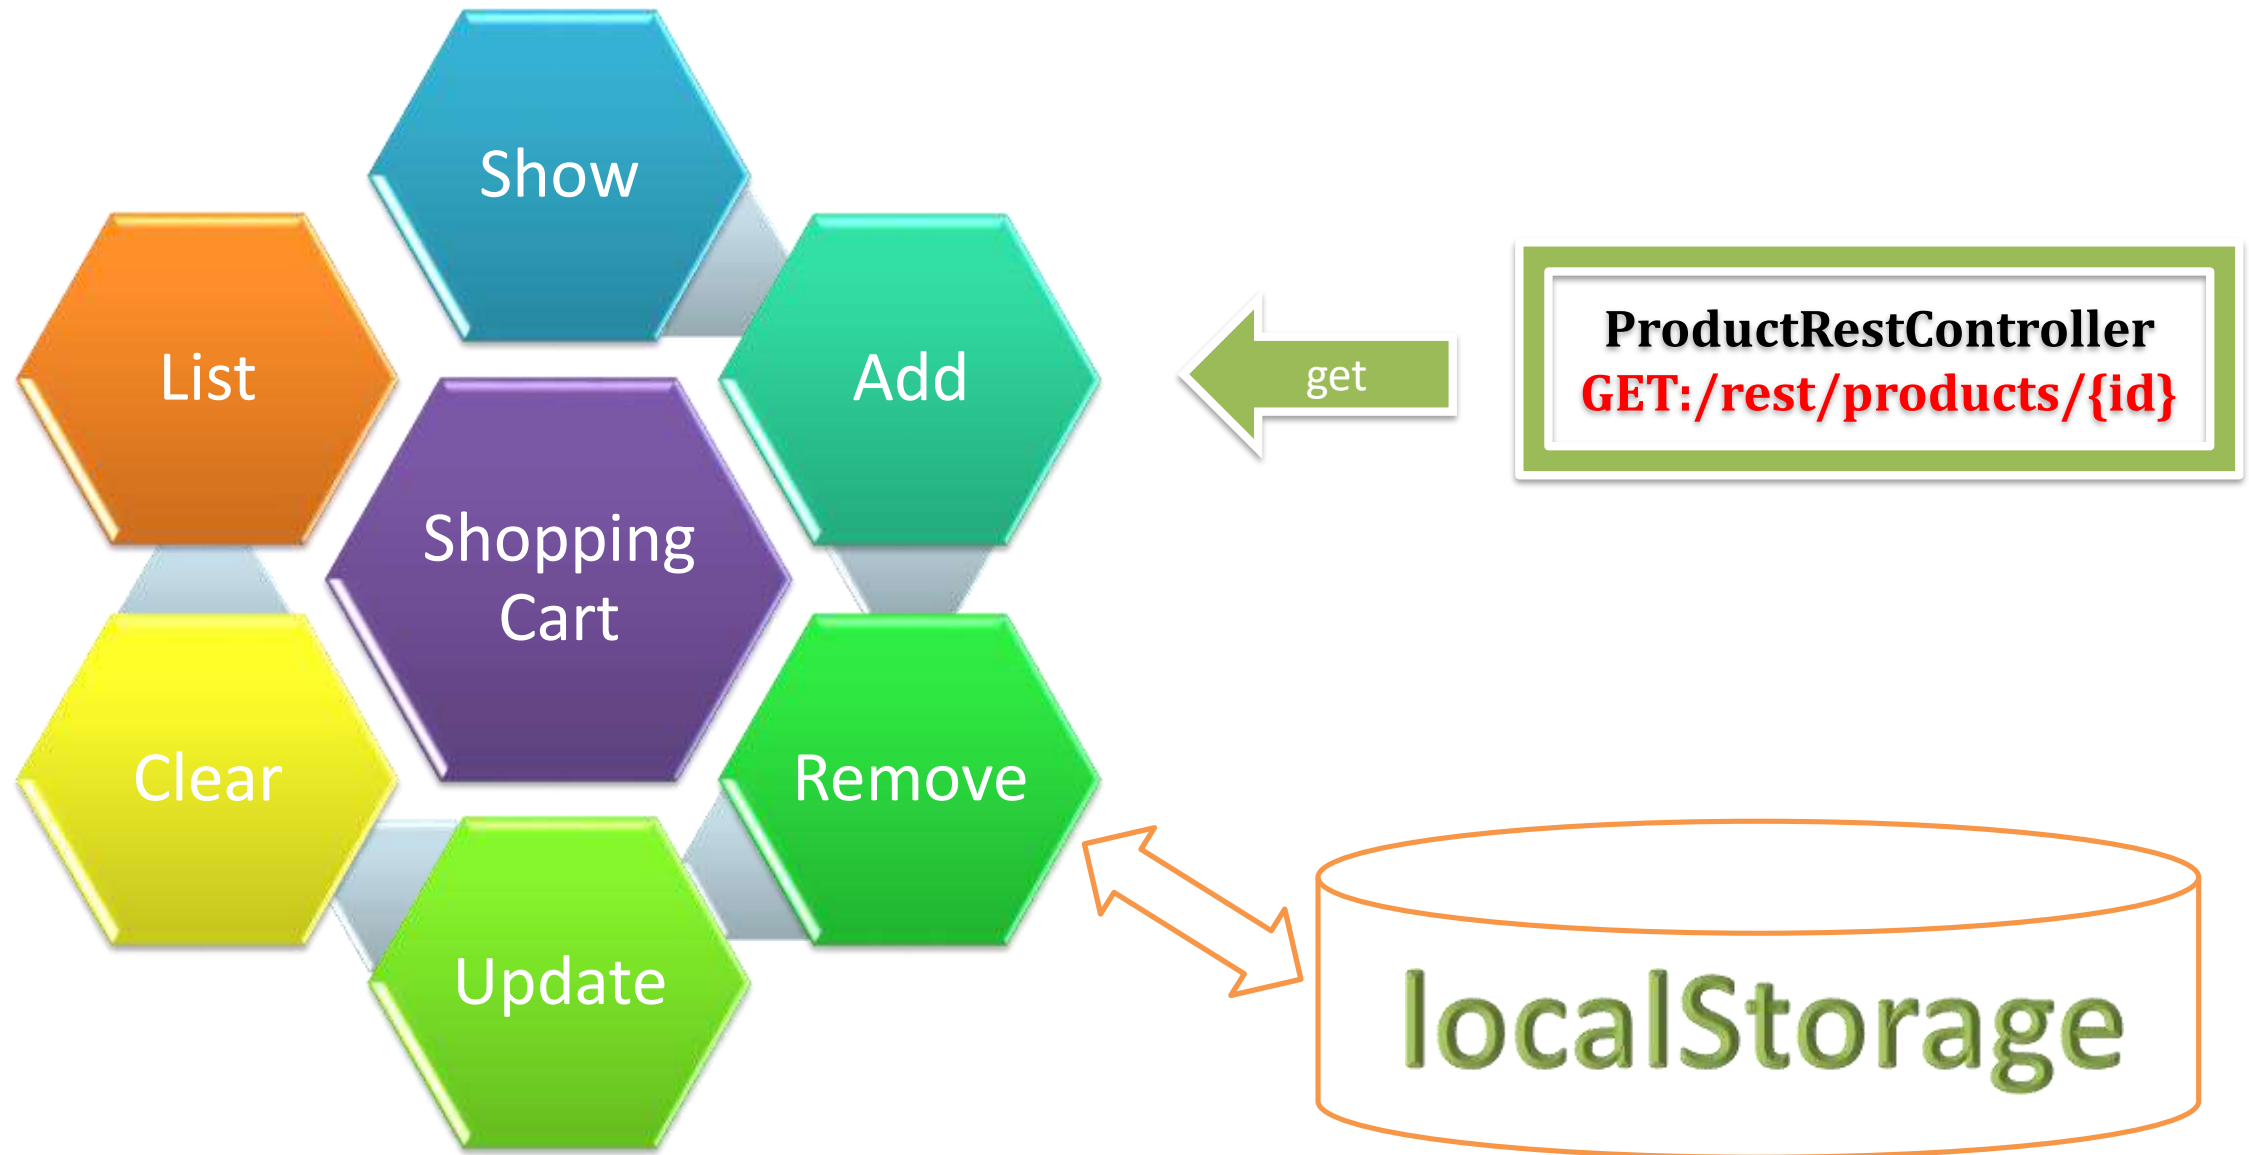 Show
List
Add
Shopping
Cart
Clear
Remove
Update
get
ProductRestController
GET:/rest/products/{id}
localStorage